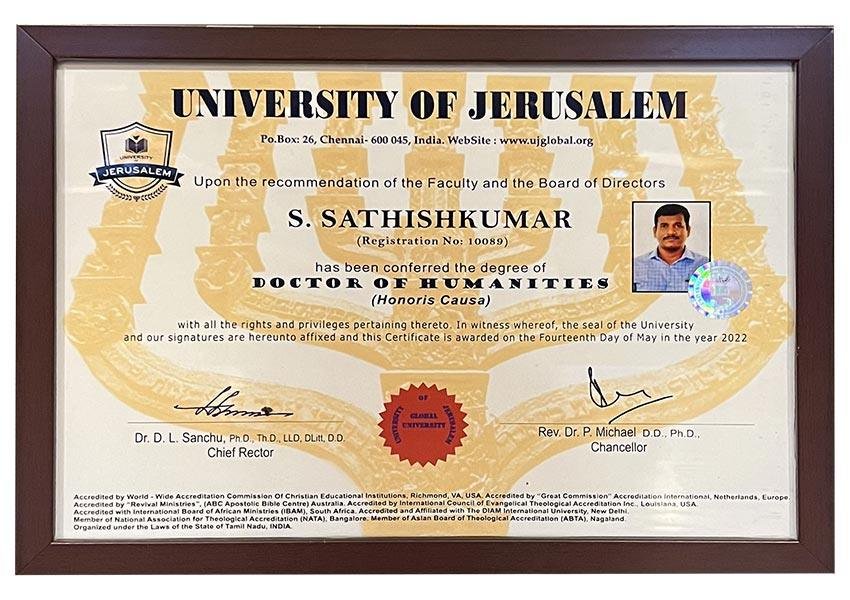 UNIVERSITY OF JERUSALEM
Po.Box: 26, Chennai- 600 045, India. WebSite : www.ujglobal.org
UNIVERSITY
OF
JERUSALEM
Upon the recommendation of the Faculty and the Board of Directors
S. SATHISHKUMAR
(Registration No: 10089)
has been conferred the degree of
DOCTOR OF HUMANITIES
(Honoris Causa)
with all the rights and privileges pertaining thereto. In witness whereof, the seal of the University
and our signatures are hereunto affixed and this Certificate is awarded on the Fourteenth Day of May in the year 2022
OF
UNIVERSITY
GLOBAL
UNIVERSITY
JERUSALEM
Dr. D. L. Sanchu, Ph.D., Th.D., LLD, DLitt, D.D.
Chief Rector
Rev. Dr. P. Michael D.D., Ph.D.,
Chancellor
Accredited by World - Wide Accreditation Commission Of Christian Educational Institutions, Richmond, VA, USA. Accredited by "Great Commission" Accreditation International, Netherlands, Europe.
Accredited by "Revival Ministries", (ABC Apostolic Bible Centre) Australia. Accredited by International Council of Evangelical Theological Accreditation Inc., Louisiana, USA.
Accredited with International Board of African Ministries (IBAM), South Africa. Accredited and Affiliated with The DIAM International University, New Delhi.
Member of National Association for Theological Accreditation (NATA), Bangalore. Member of Asian Board of Theological Accreditation (ABTA), Nagaland.
Organized under the Laws of the State of Tamil Nadu, INDIA.